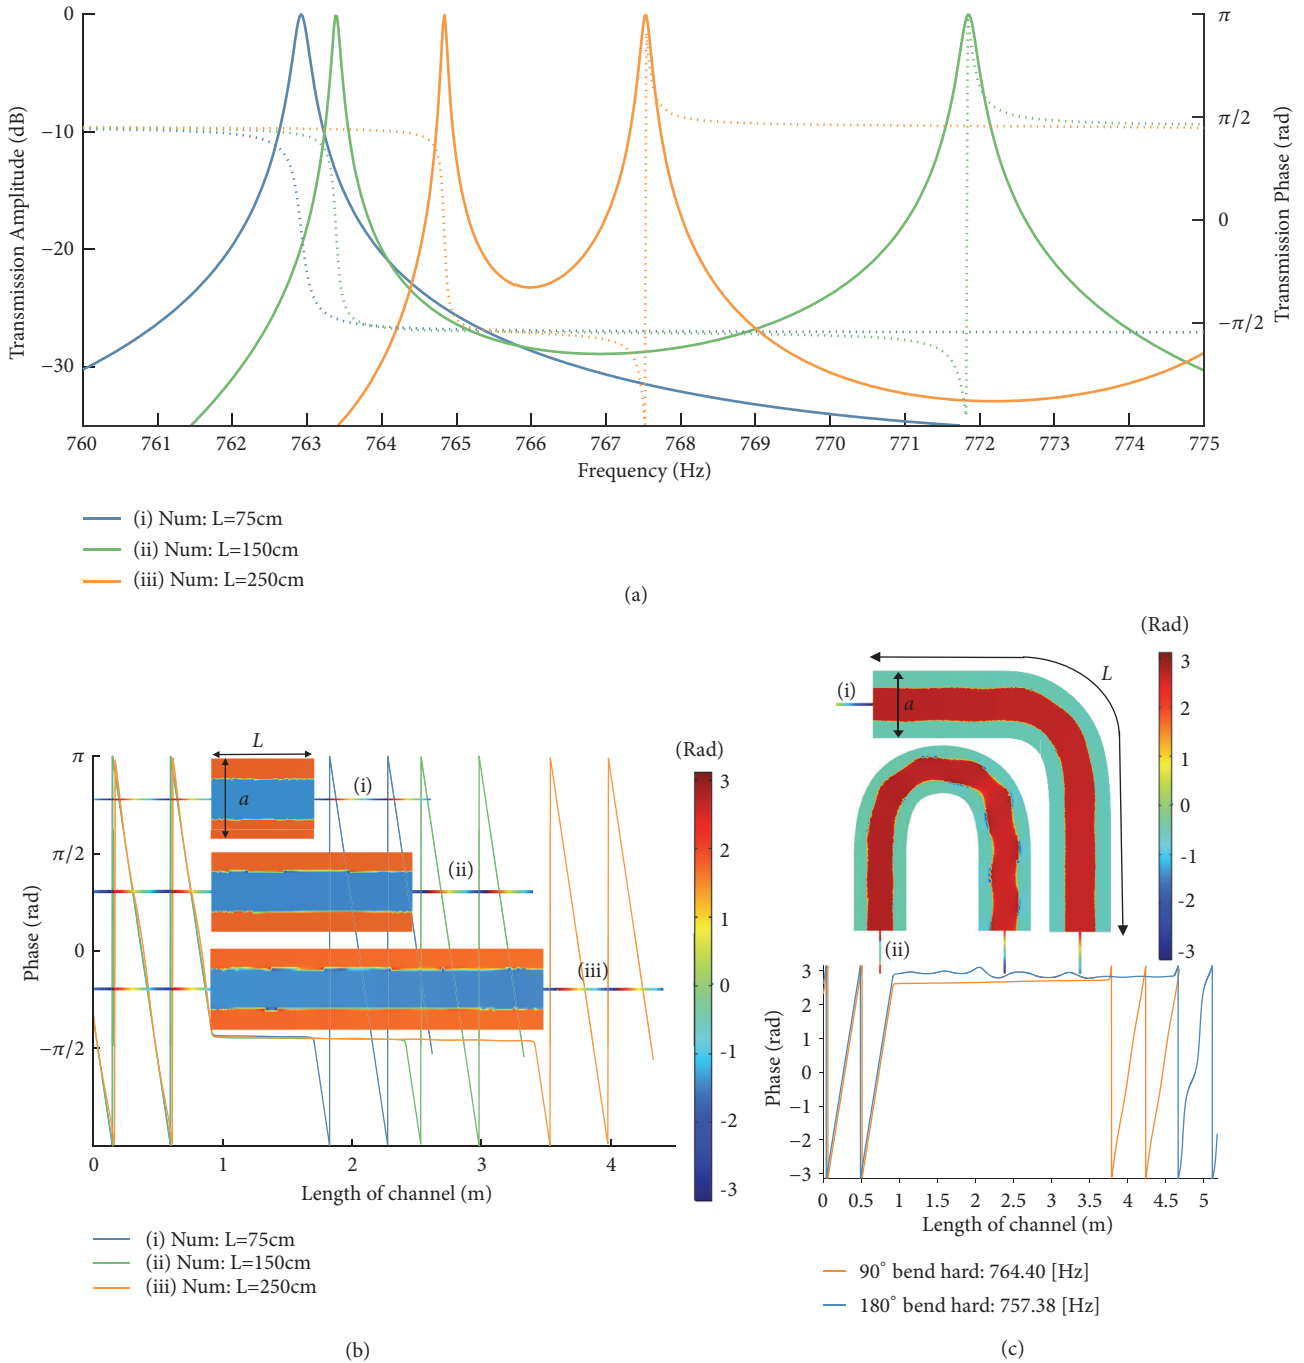 0
−10
−20
−30
Transmission Amplitude (dB)
π
π/2
0
−π/2
Transmission Phase (rad)
760 761 762 763 764 765 766 767 768 769 770 771 772 773 774 775
Frequency (Hz)
(i) Num: L=75cm
(ii) Num: L=150cm
(iii) Num: L=250cm
(a)
π
π/2
0
−π/2
Phase (rad)
L
a
(i)
(ii)
(iii)
0 1 2 3 4
Length of channel (m)
(Rad)
3
2
1
0
-1
-2
-3
(i) Num: L=75cm
(ii) Num: L=150cm
(iii) Num: L=250cm
(b)
(Rad)
3
2
1
0
-1
-2
-3
(i)
a
L
(ii)
3
2
1
0
−1
−2
−3
Phase (rad)
0 0.5 1 1.5 2 2.5 3 3.5 4 4.5 5
Length of channel (m)
90° bend hard: 764.40 [Hz]
180° bend hard: 757.38 [Hz]
(c)